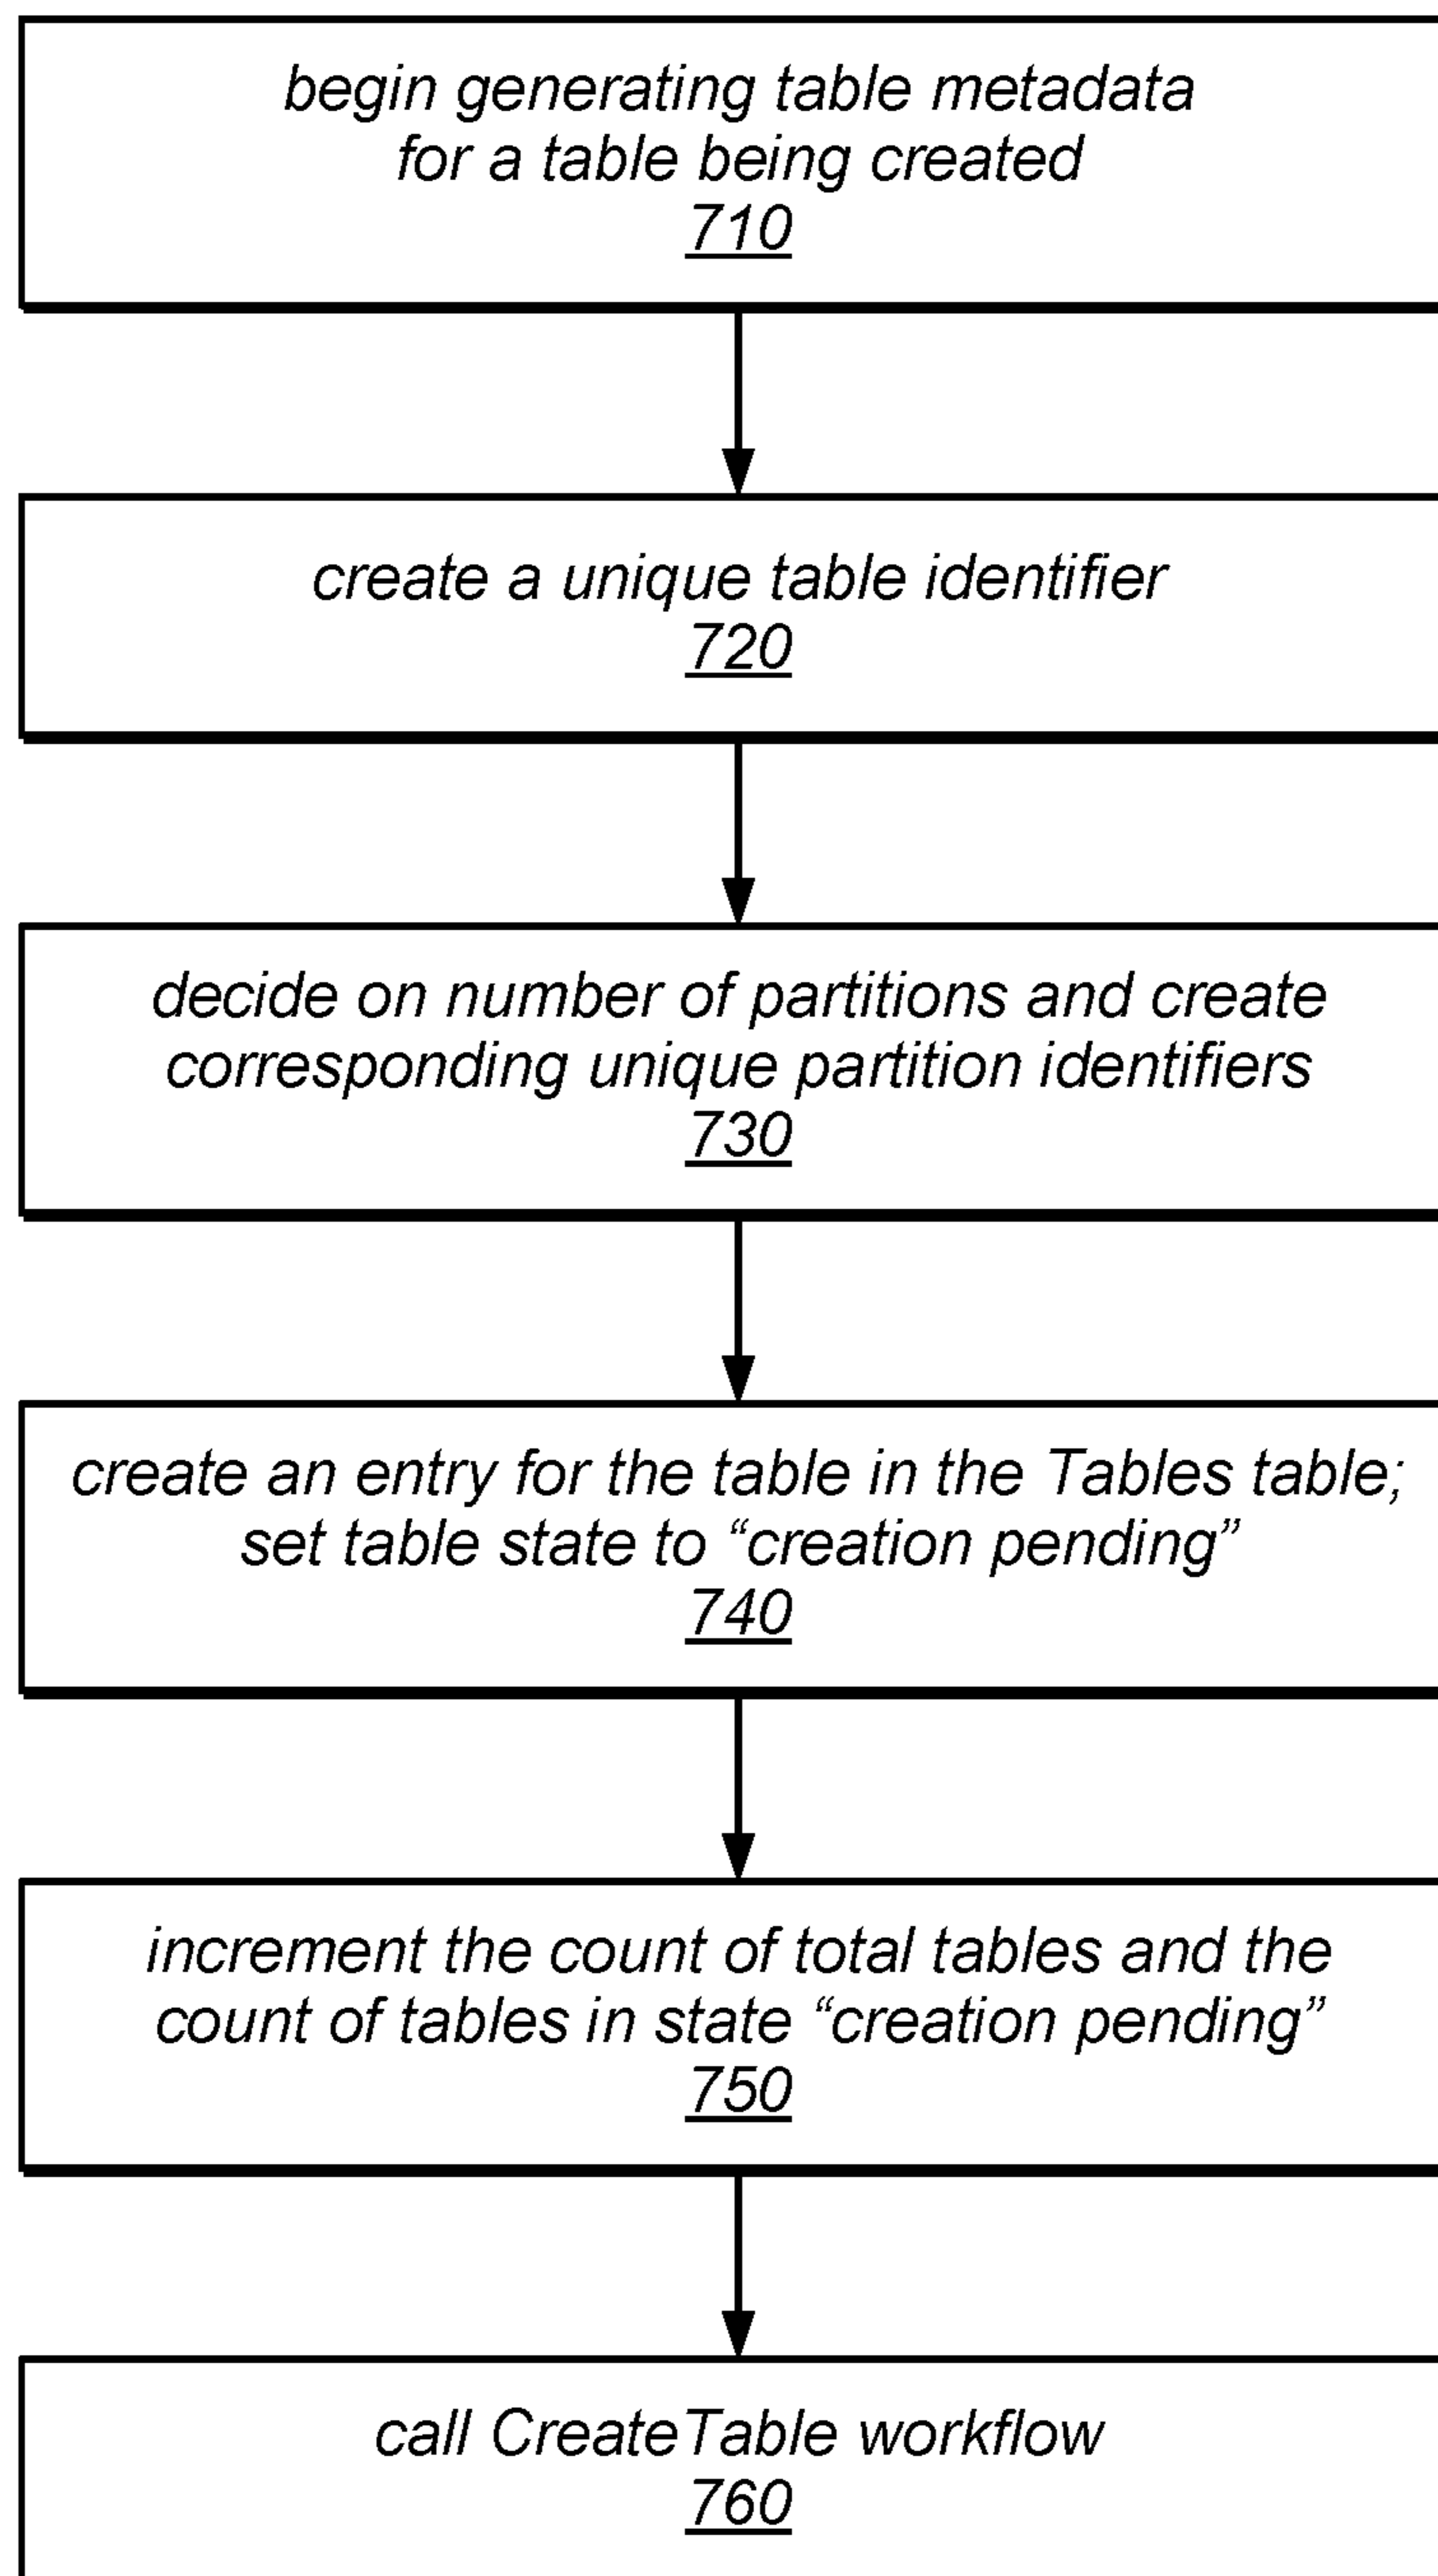 begin generating table metadata
for a table being created
710
create a unique table identifier
720
decide on number of partitions and create
corresponding unique partition identifiers
730
create an entry for the table in the Tables table;
set table state to “creation pending”
740
increment the count of total tables and the
count of tables in state “creation pending”
750
call CreateTable workflow
760